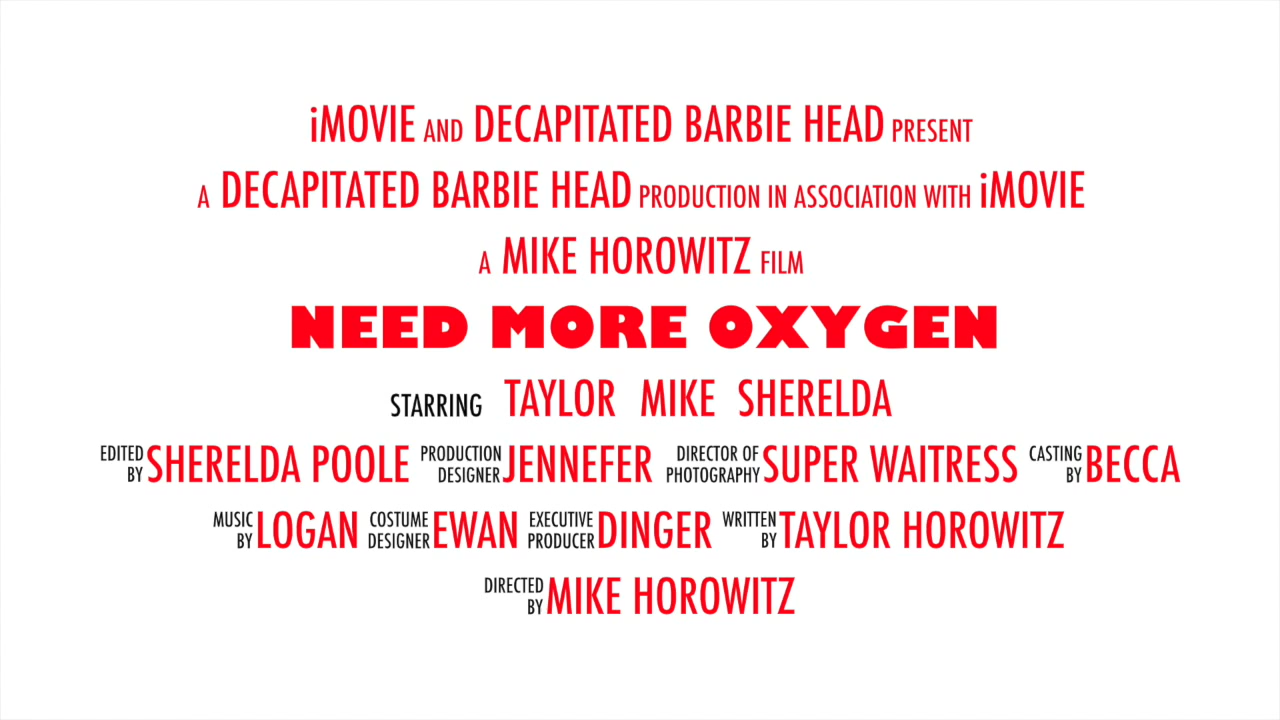 iMOVIE AND DECAPITATED BARBIE HEAD PRESENT
A DECAPITATED BARBIE HEAD PRODUCTION IN ASSOCIATION WITH iMOVIE
A MIKE HOROWITZ FILM
NEED MORE OXYGEN
STARRING TAYLOR MIKE SHERELDA
EDITED BY SHERELDA POOLE PRODUCTION DESIGNER JENNEFER DIRECTOR OF PHOTOGRAPHY SUPER WAITRESS CASTING BY BECCA
MUSIC BY LOGAN COSTUME DESIGNER EWAN EXECUTIVE PRODUCER DINGER WRITTEN BY TAYLOR HOROWITZ
DIRECTED BY MIKE HOROWITZ